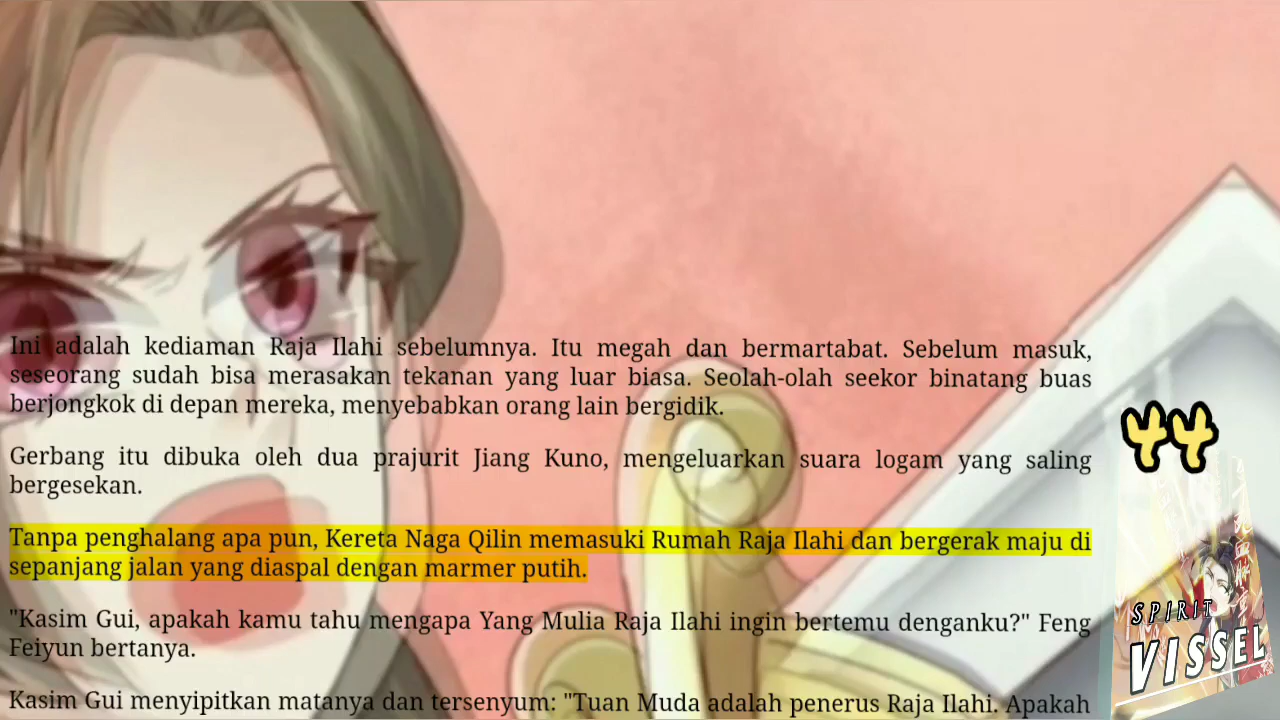 Ini adalah kediaman Raja Ilahi sebelumnya. Itu megah dan bermartabat. Sebelum masuk,
seseorang sudah bisa merasakan tekanan yang luar biasa. Seolah-olah seekor binatang buas
berjongkok di depan mereka, menyebabkan orang lain bergidik.
Gerbang itu dibuka oleh dua prajurit Jiang Kuno, mengeluarkan suara logam yang saling
bergesekan.
Tanpa penghalang apa pun, Kereta Naga Qilin memasuki Rumah Raja Ilahi dan bergerak maju di
sepanjang jalan yang diaspal dengan marmer putih.
"Kasim Gui, apakah kamu tahu mengapa Yang Mulia Raja Ilahi ingin bertemu denganku?" Feng
Feiyun bertanya.
Kasim Gui menyipitkan matanya dan tersenyum: "Tuan Muda adalah penerus Raja Ilahi. Apakah
44
SPIRIT
VISSEL